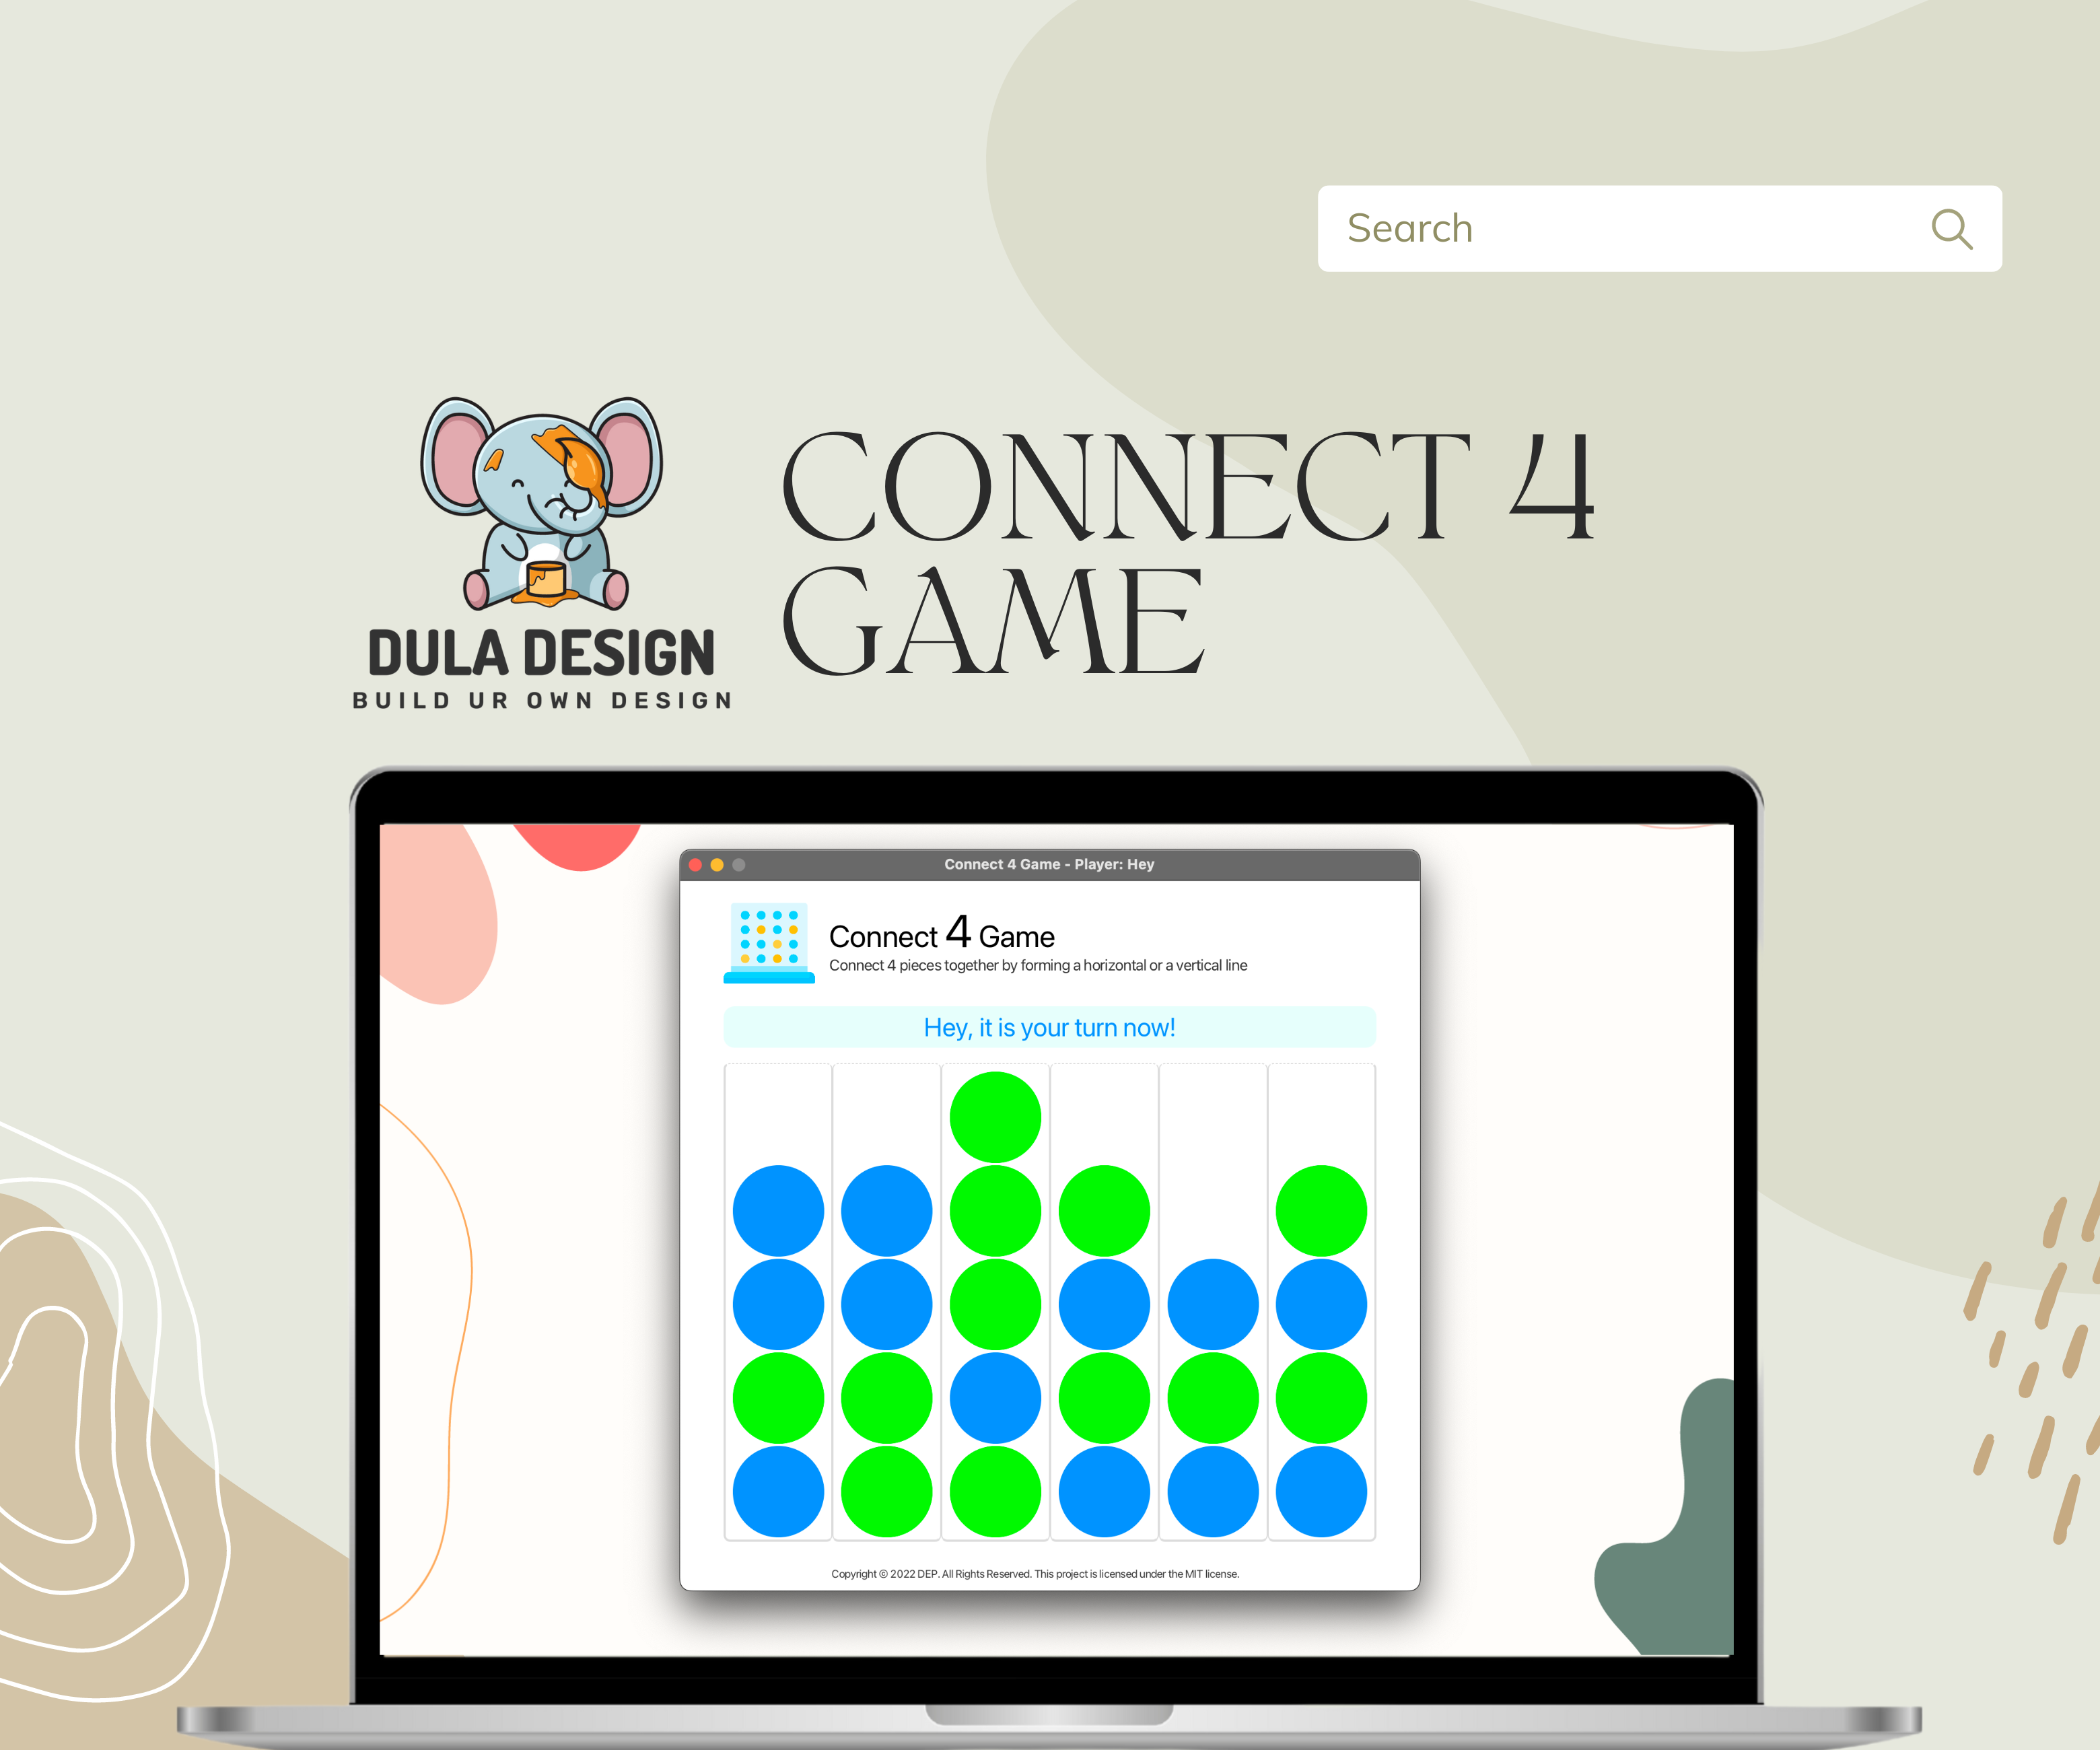 Search
CONNECT 4
GAME
DULA DESIGN
BUILD UR OWN DESIGN
Connect 4 Game - Player: Hey
Connect 4 Game
Connect 4 pieces together by forming a horizontal or a vertical line
Hey, it is your turn now!
Copyright © 2022 DEP. All Rights Reserved. This project is licensed under the MIT license.